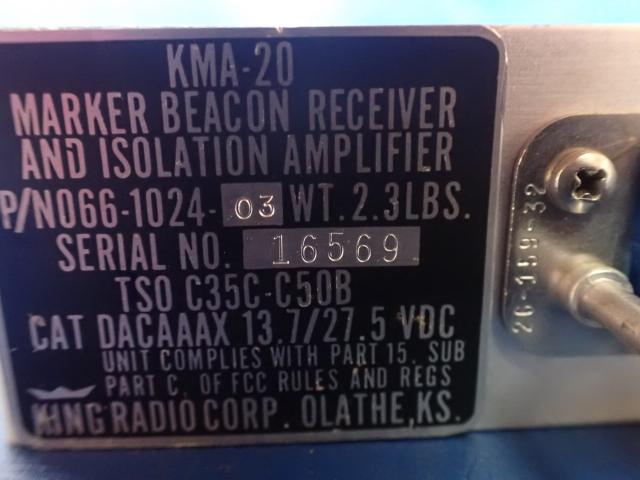 KMA-20
MARKER BEACON RECEIVER
AND ISOLATION AMPLIFIER
P/N066-1024-03 WT. 2.3LBS.
SERIAL NO. 16569
TSO C35C-C50B
CAT DACAAAX 13.7/27.5 VDC
UNIT COMPLIES WITH PART 15. SUB
PART C. OF FCC RULES AND REGS
KING RADIO CORP. OLATHE, KS.
26-159-32